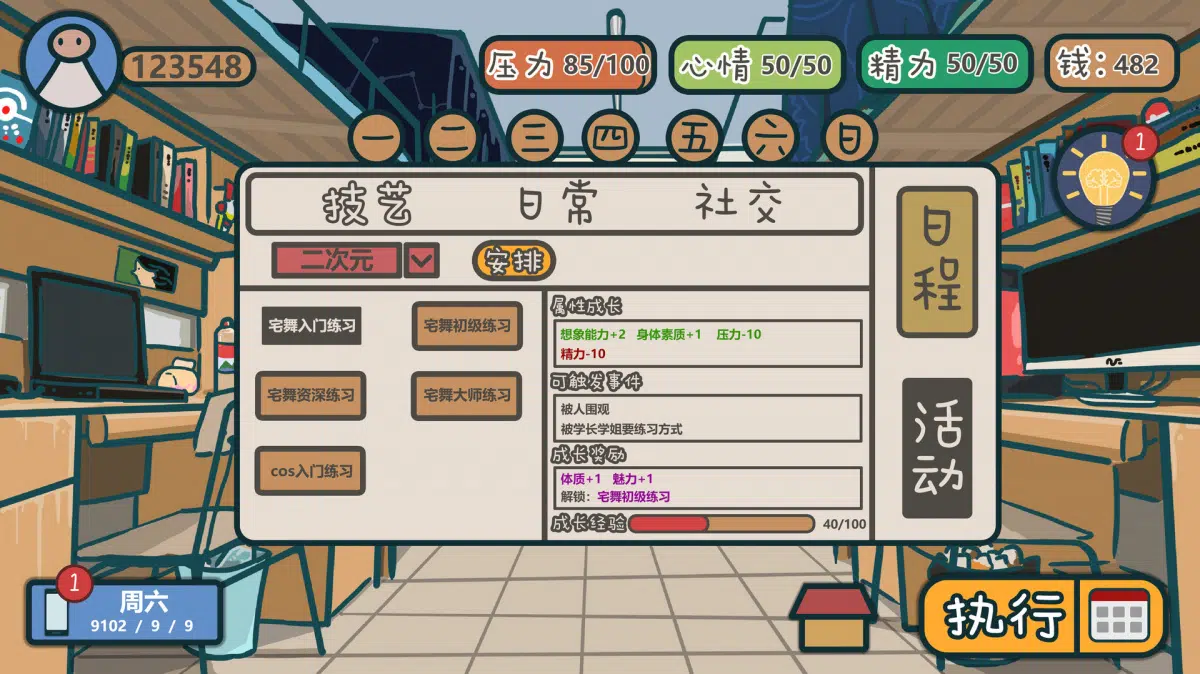 123548
压力 85/100
心情 50/50
精力 50/50
钱：482
一 二 三 四 五 六 日
1
技艺 日常 社交
日程
二次元
安排
活动
宅舞入门练习
宅舞初级练习
宅舞资深练习
宅舞大师练习
cos入门练习
属性成长
想象能力+2 身体素质+1 压力-10
精力-10
可触发事件
被人围观
被学长学姐要练习方式
成长奖励
体质+1 魅力+1
解锁：宅舞初级练习
成长经验 40/100
1
周六
9102 / 9 / 9
执行